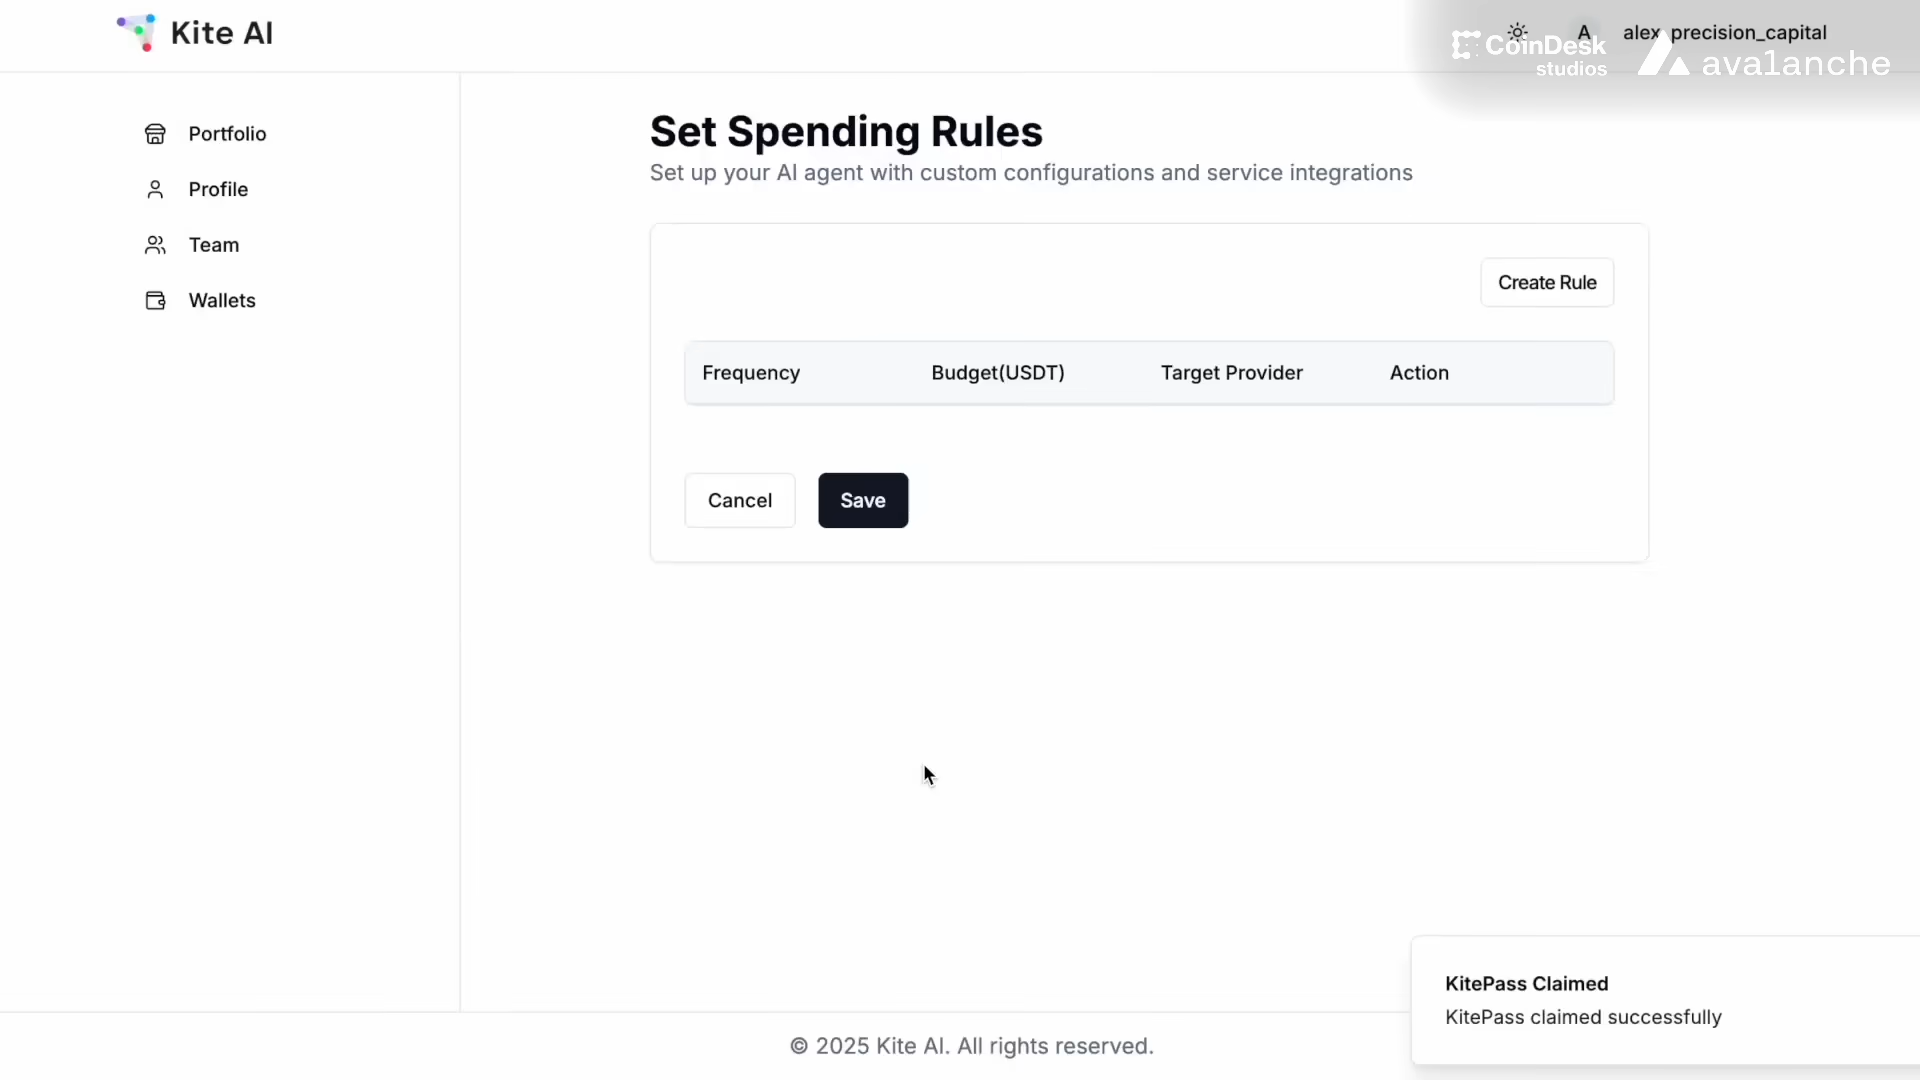 Kite AI
A alex_precision_capital
CoinDesk
studios
avalanche
Portfolio
Profile
Team
Wallets
Set Spending Rules
Set up your AI agent with custom configurations and service integrations
Create Rule
Frequency Budget(USDT) Target Provider Action
Cancel Save
KitePass Claimed
KitePass claimed successfully
© 2025 Kite AI. All rights reserved.